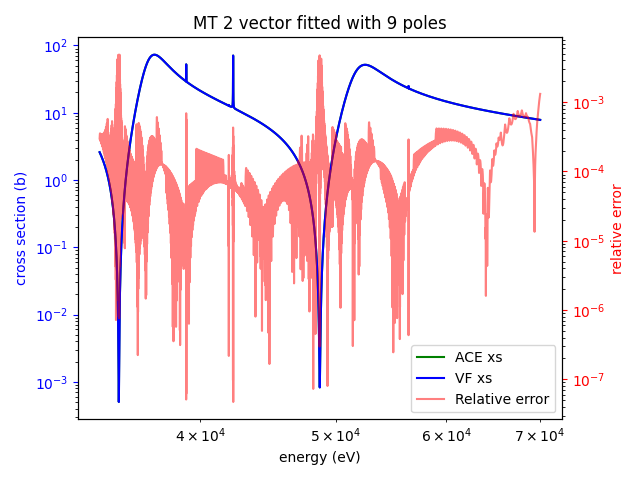 MT 2 vector fitted with 9 poles
cross section (b)
10²
10¹
10⁰
10⁻¹
10⁻²
10⁻³
relative error
10⁻³
10⁻⁴
10⁻⁵
10⁻⁶
10⁻⁷
ACE xs
VF xs
Relative error
4 × 10⁴
5 × 10⁴
6 × 10⁴
7 × 10⁴
energy (eV)